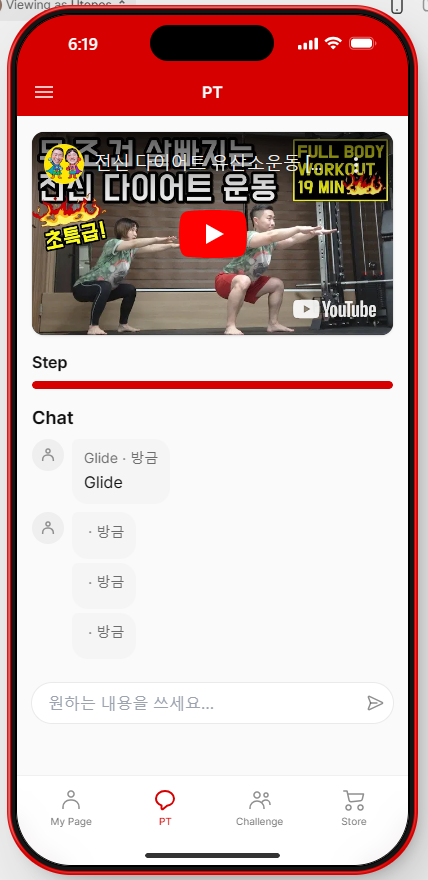 Viewing as Utopos
6:19
PT
전신 다이어트 유산소운동 [...
전신 다이어트 운동
초특급!
FULL BODY
WORKOUT
19 MIN
YouTube
Step
Chat
Glide · 방금
Glide
· 방금
· 방금
· 방금
원하는 내용을 쓰세요...
My Page
PT
Challenge
Store